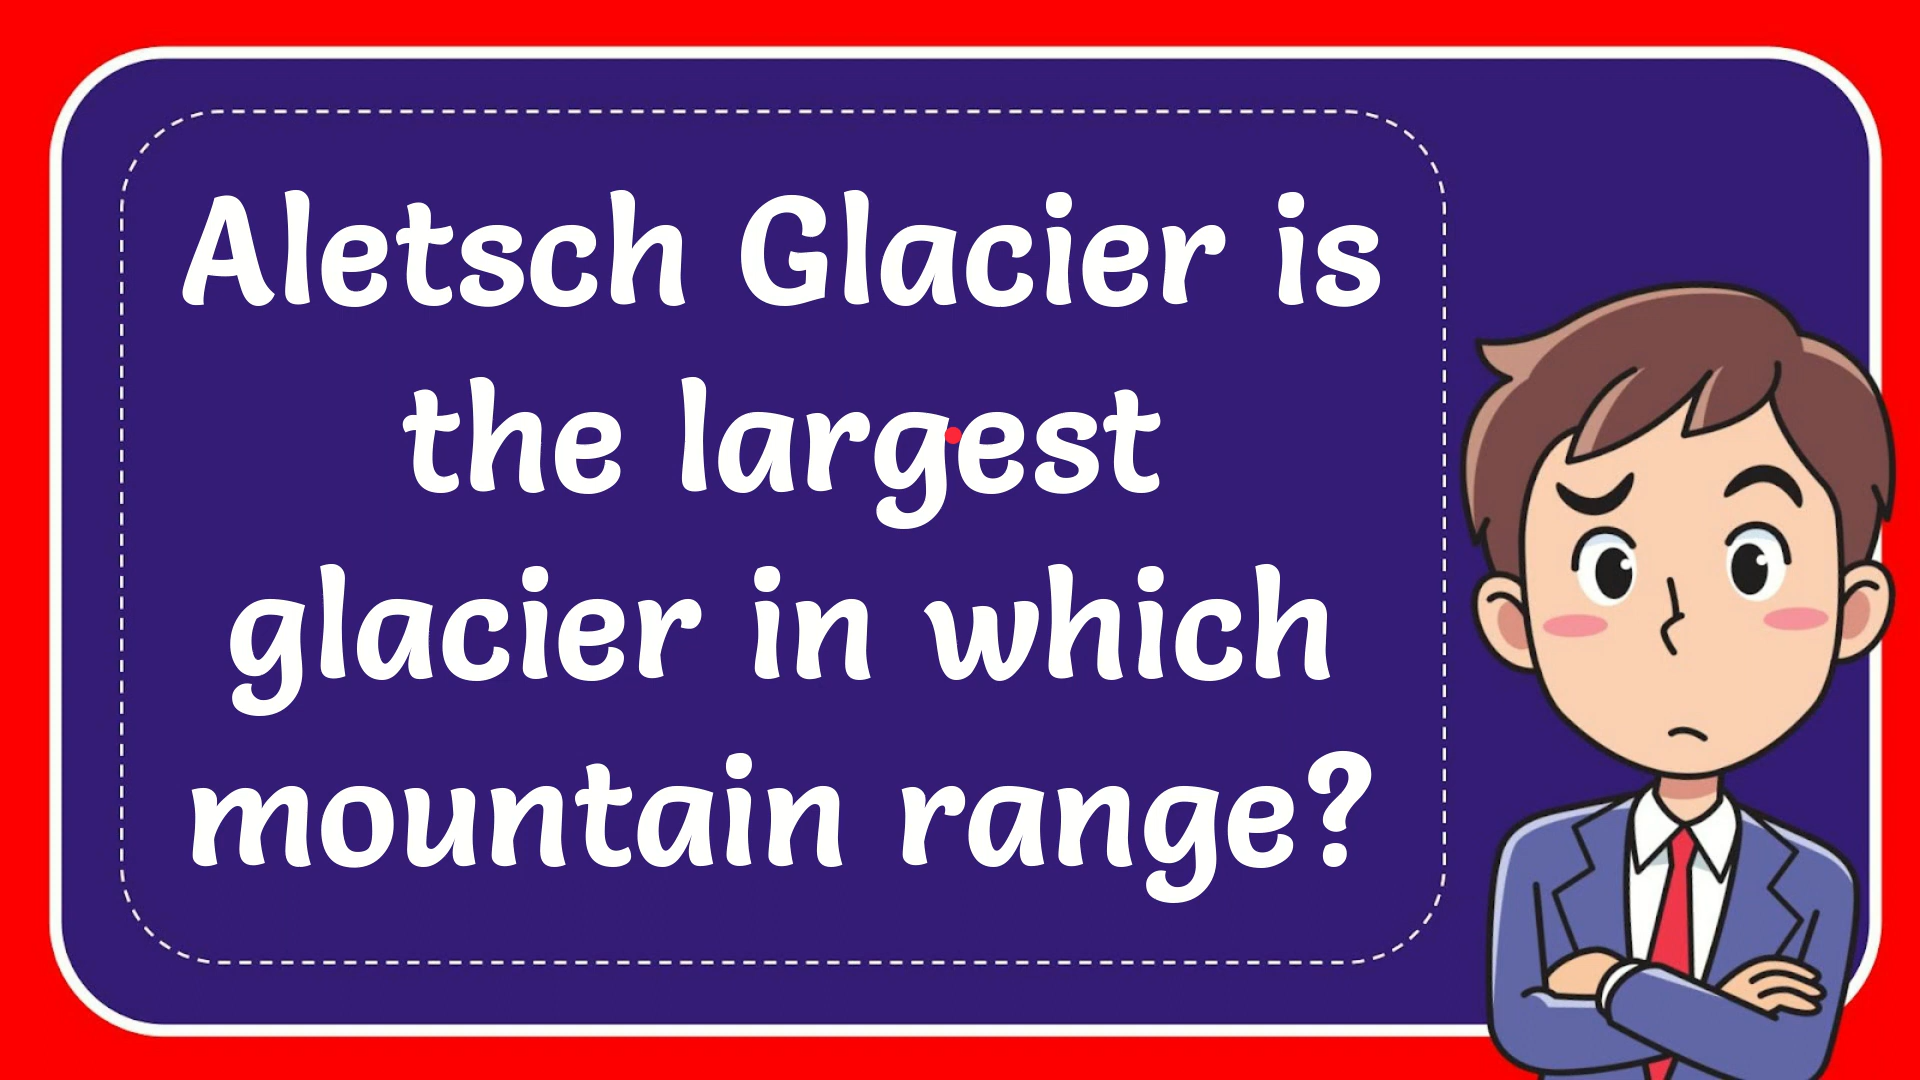 Aletsch Glacier is
the largest
glacier in which
mountain range?